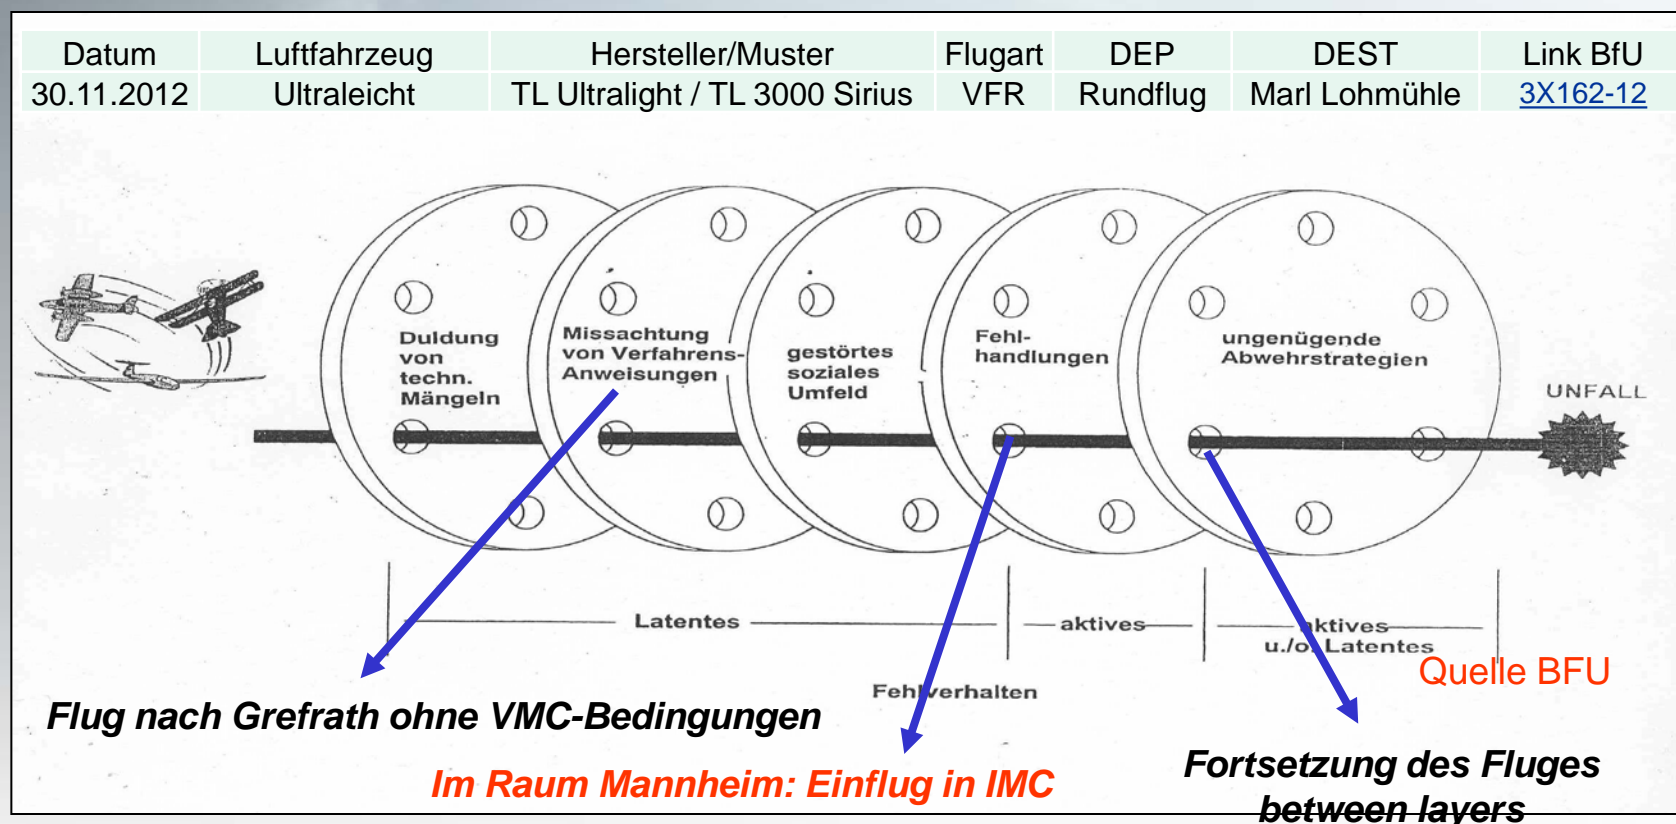 Datum Luftfahrzeug Hersteller/Muster Flugart DEP DEST Link BfU
30.11.2012 Ultraleicht TL Ultralight / TL 3000 Sirius VFR Rundflug Marl Lohmühle 3X162-12
Duldung
von
techn.
Mängeln
Missachtung
von Verfahrens-
Anweisungen
gestörtes
soziales
Umfeld
Fehl-
handlungen
ungenügende
Abwehrstrategien
UNFALL
Latentes
aktives
aktives
u./o. Latentes
Fehlverhalten
Quelle BFU
Flug nach Grefrath ohne VMC-Bedingungen
Im Raum Mannheim: Einflug in IMC
Fortsetzung des Fluges
between layers